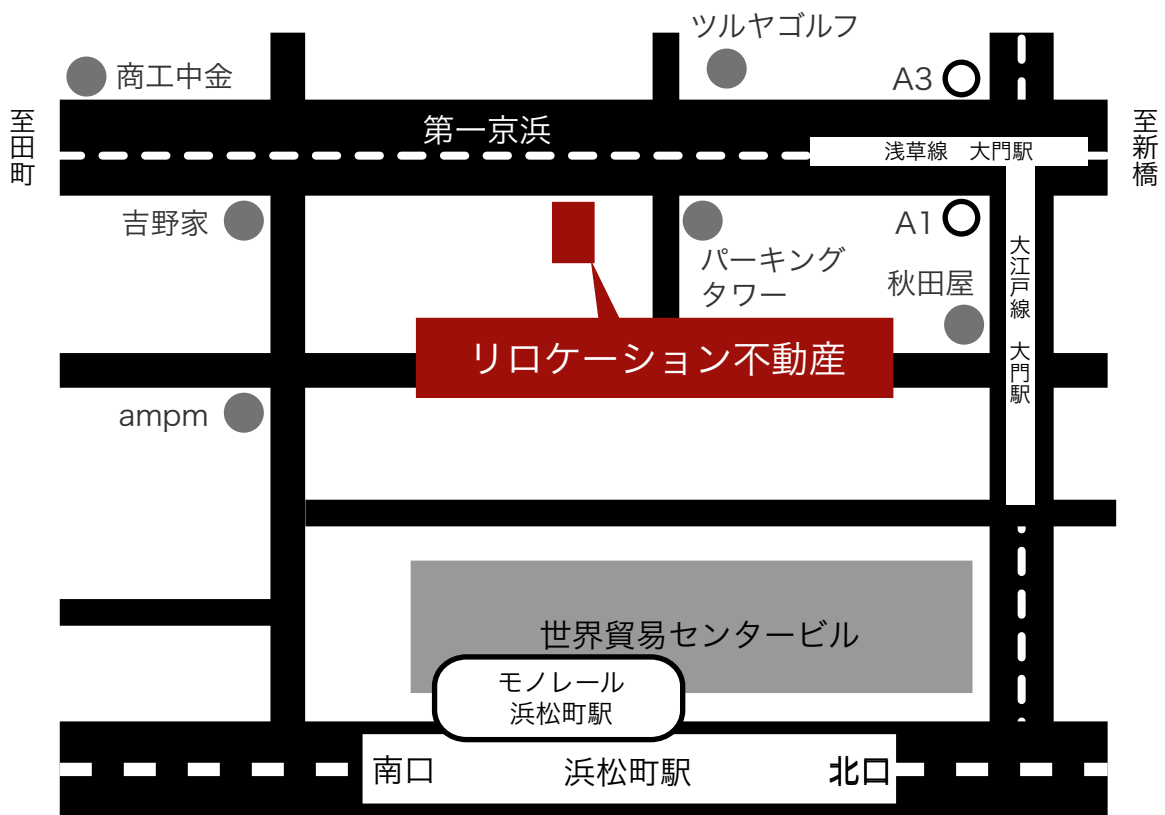 ツルヤゴルフ
商工中金
A3
至田町
第一京浜
至新橋
浅草線 大門駅
吉野家
A1
パーキング
タワー
秋田屋
大江戸線 大門駅
リロケーション不動産
ampm
世界貿易センタービル
モノレール
浜松町駅
南口
浜松町駅
北口